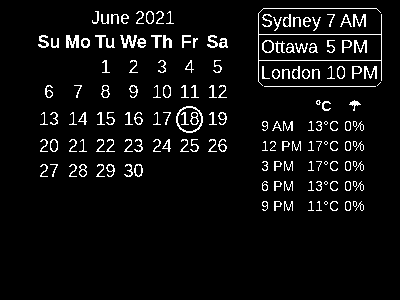 June 2021
Su Mo Tu We Th Fr Sa
1 2 3 4 5
6 7 8 9 10 11 12
13 14 15 16 17 18 19
20 21 22 23 24 25 26
27 28 29 30
Sydney 7 AM
Ottawa 5 PM
London 10 PM
°C ☂
9 AM 13°C 0%
12 PM 17°C 0%
3 PM 17°C 0%
6 PM 13°C 0%
9 PM 11°C 0%